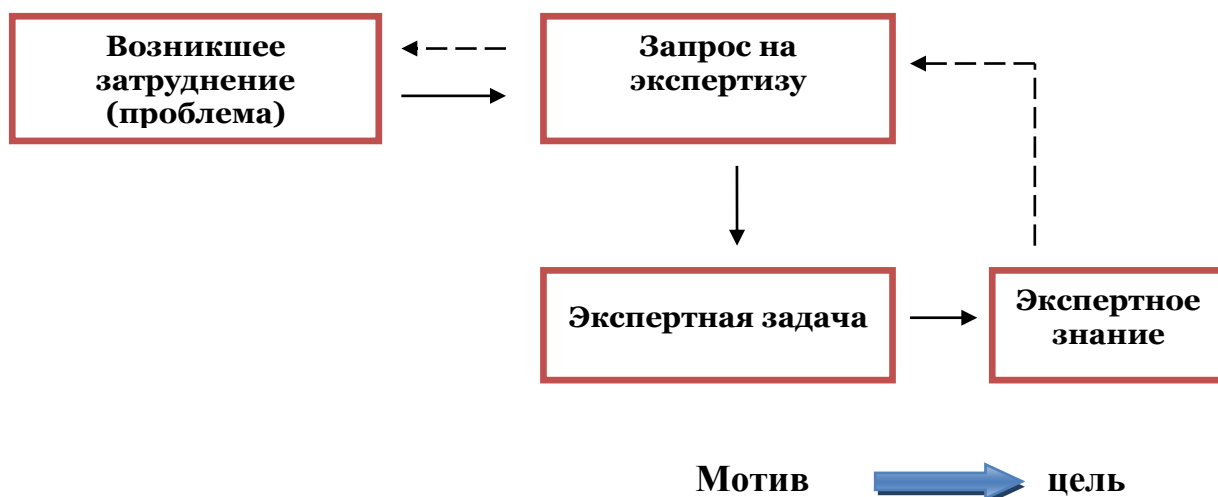 Возникшее
затруднение
(проблема)
Запрос на
экспертизу
Экспертная задача
Экспертное
знание
Мотив цель